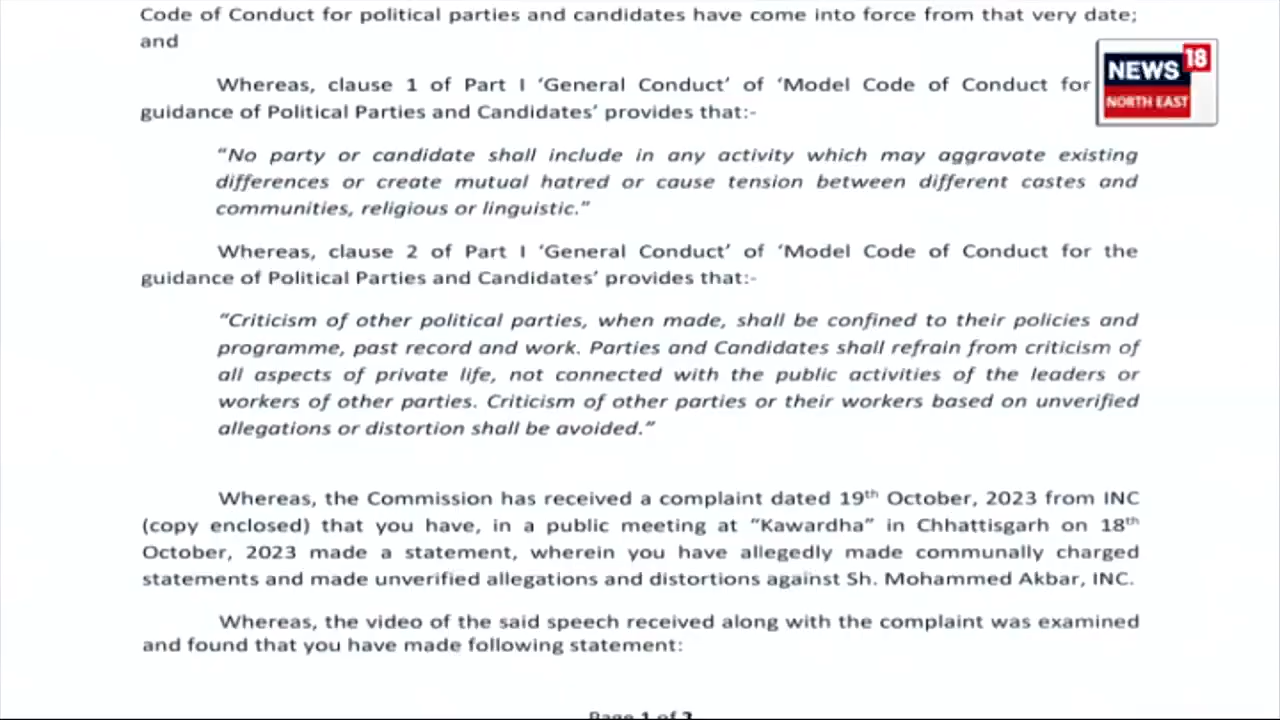 Code of Conduct for political parties and candidates have come into force from that very date;
and
Whereas, clause 1 of Part I ‘General Conduct’ of ‘Model Code of Conduct for
guidance of Political Parties and Candidates’ provides that:-
“No party or candidate shall include in any activity which may aggravate existing
differences or create mutual hatred or cause tension between different castes and
communities, religious or linguistic.”
Whereas, clause 2 of Part I ‘General Conduct’ of ‘Model Code of Conduct for the
guidance of Political Parties and Candidates’ provides that:-
“Criticism of other political parties, when made, shall be confined to their policies and
programme, past record and work. Parties and Candidates shall refrain from criticism of
all aspects of private life, not connected with the public activities of the leaders or
workers of other parties. Criticism of other parties or their workers based on unverified
allegations or distortion shall be avoided.”
Whereas, the Commission has received a complaint dated 19th October, 2023 from INC
(copy enclosed) that you have, in a public meeting at “Kawardha” in Chhattisgarh on 18th
October, 2023 made a statement, wherein you have allegedly made communally charged
statements and made unverified allegations and distortions against Sh. Mohammed Akbar, INC.
Whereas, the video of the said speech received along with the complaint was examined
and found that you have made following statement:
Page 1 of 2
NEWS 18
NORTH EAST